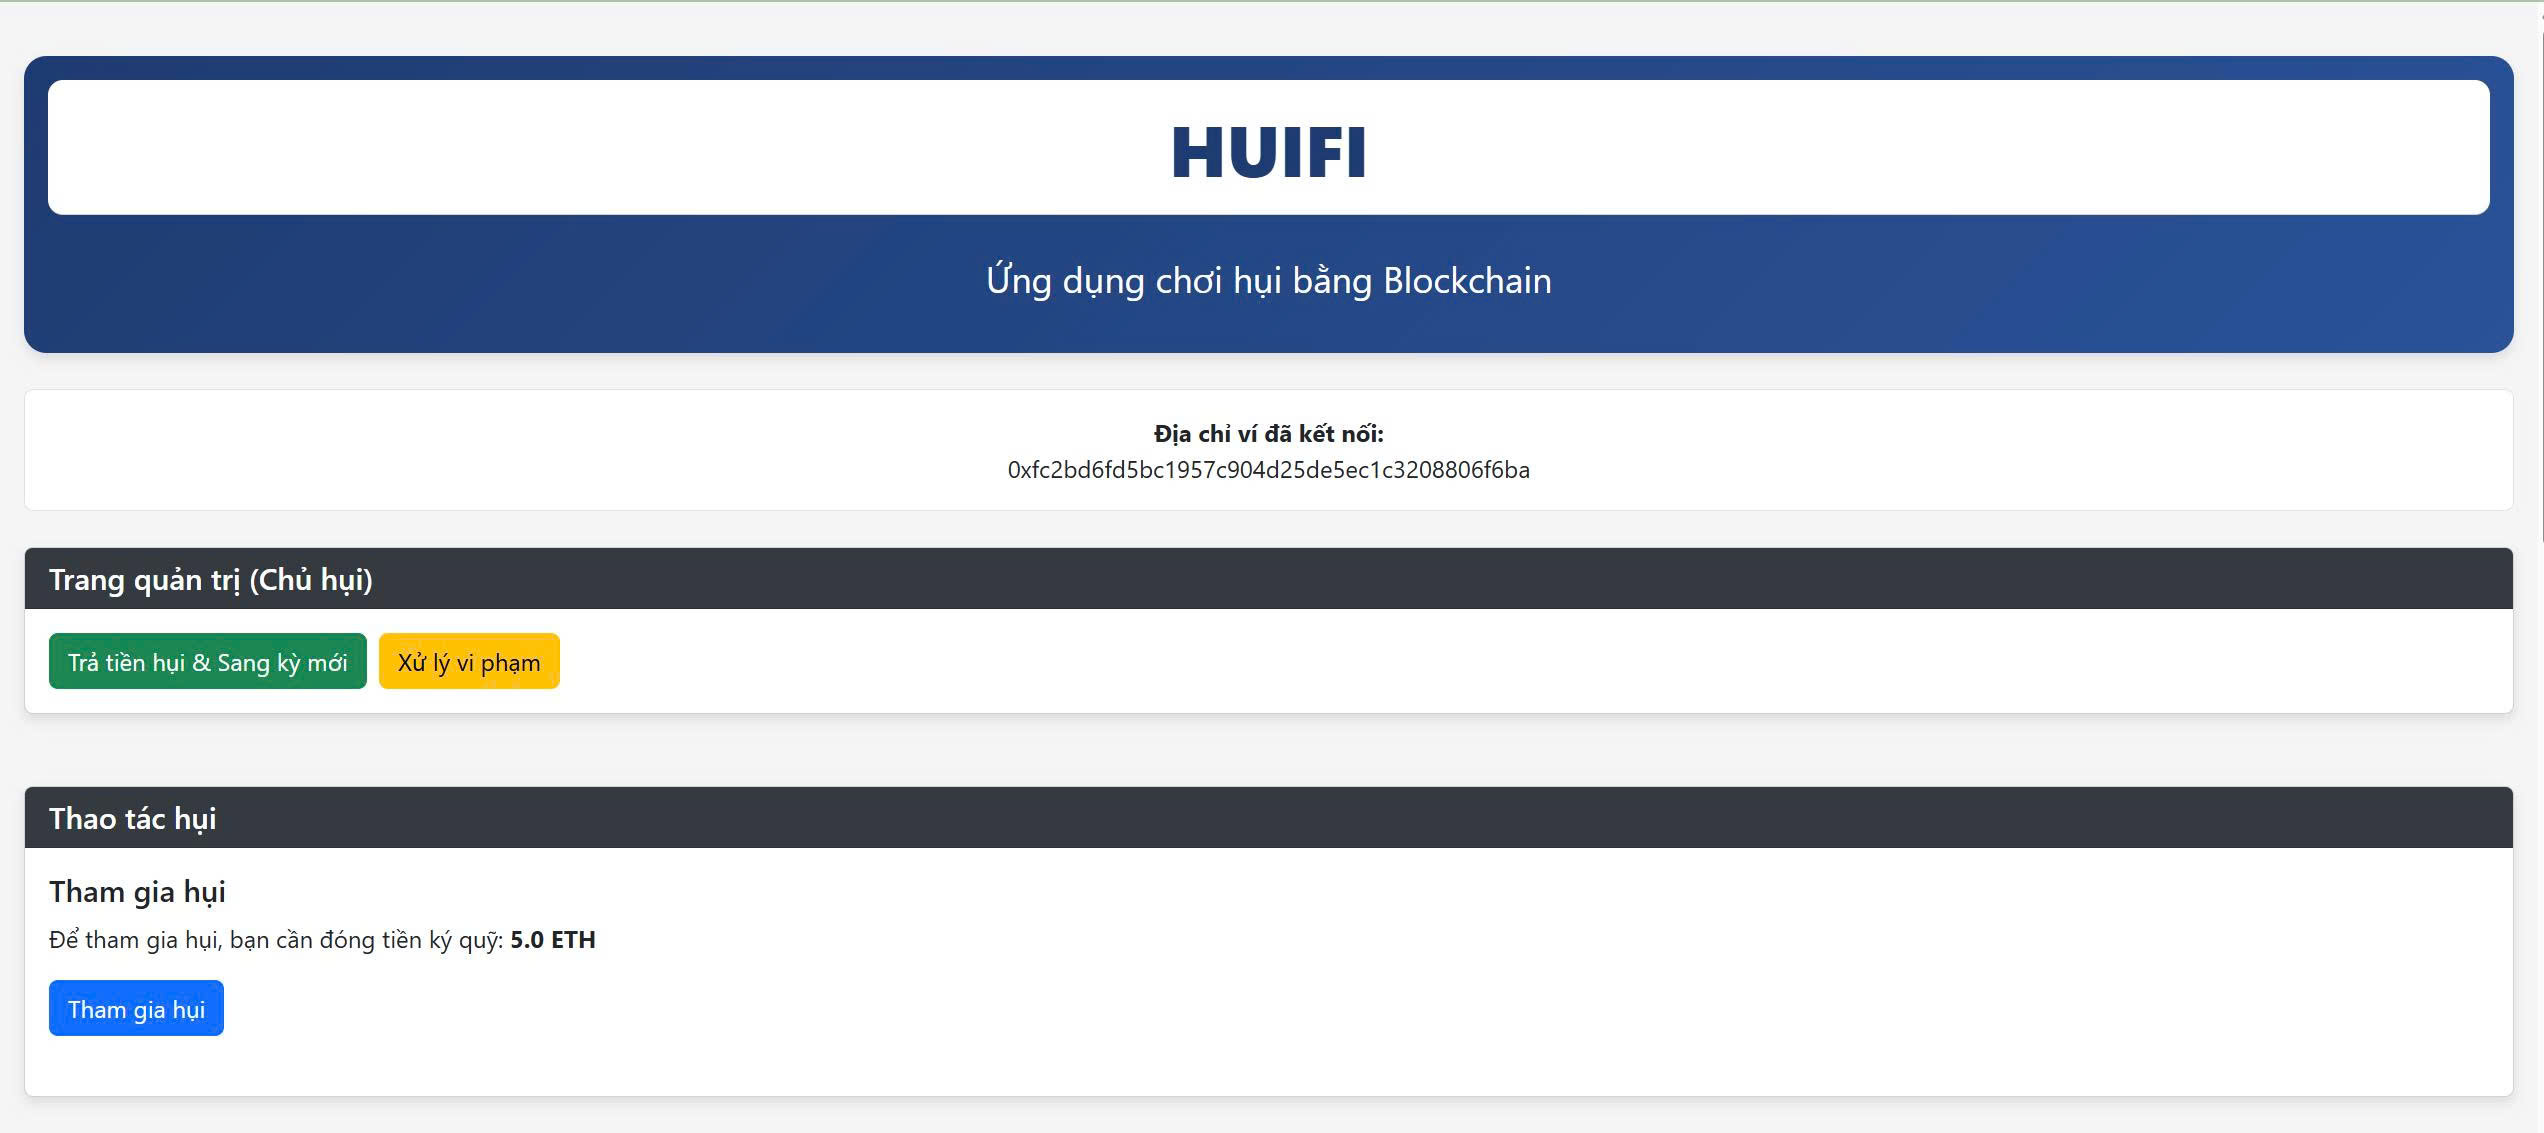 HUIFI
Ứng dụng chơi hụi bằng Blockchain
Địa chỉ ví đã kết nối:
0xfc2bd6fd5bc1957c904d25de5ec1c3208806f6ba
Trang quản trị (Chủ hụi)
Trả tiền hụi & Sang kỳ mới
Xử lý vi phạm
Thao tác hụi
Tham gia hụi
Để tham gia hụi, bạn cần đóng tiền ký quỹ: 5.0 ETH
Tham gia hụi